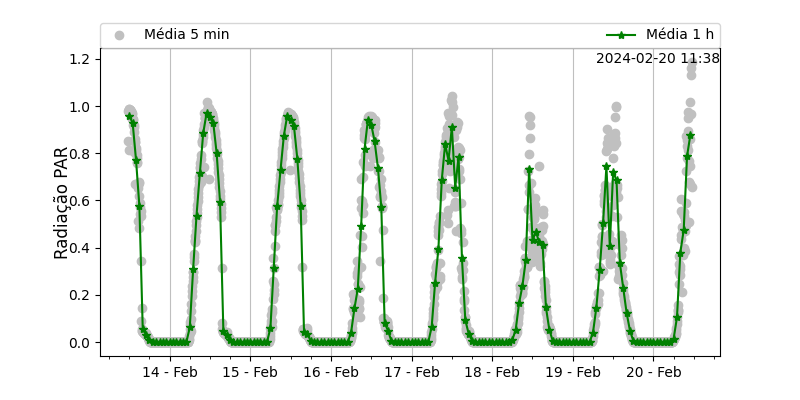 Média 5 min
Média 1 h
2024-02-20 11:38
Radiação PAR
1.2
1.0
0.8
0.6
0.4
0.2
0.0
14 - Feb
15 - Feb
16 - Feb
17 - Feb
18 - Feb
19 - Feb
20 - Feb